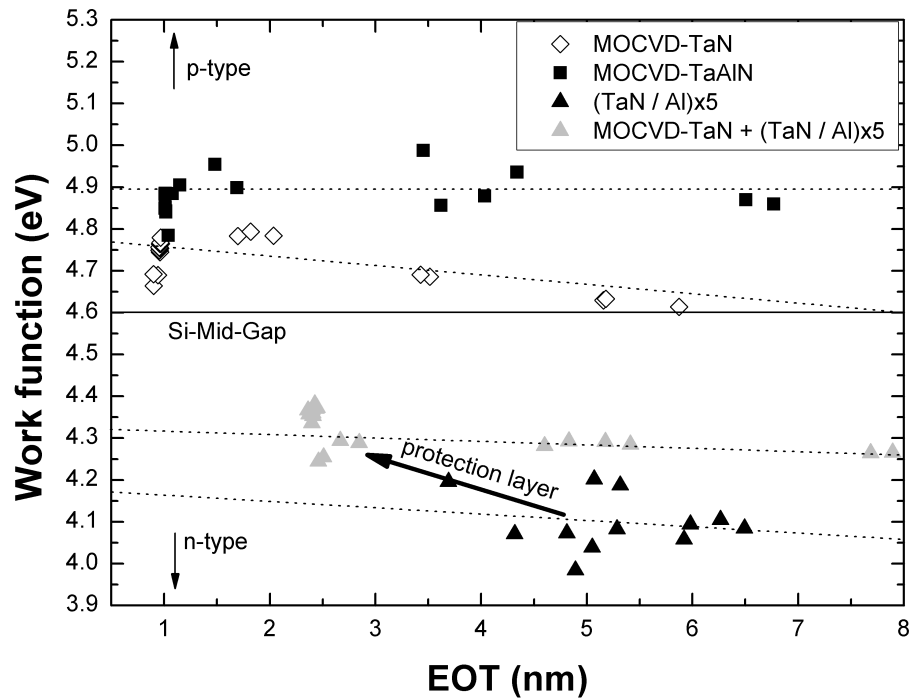 5.3
5.2
5.1
5.0
4.9
4.8
4.7
4.6
4.5
4.4
4.3
4.2
4.1
4.0
3.9
Work function (eV)
p-type
MOCVD-TaN
MOCVD-TaAlN
(TaN / Al)x5
MOCVD-TaN + (TaN / Al)x5
Si-Mid-Gap
protection layer
n-type
1 2 3 4 5 6 7 8
EOT (nm)